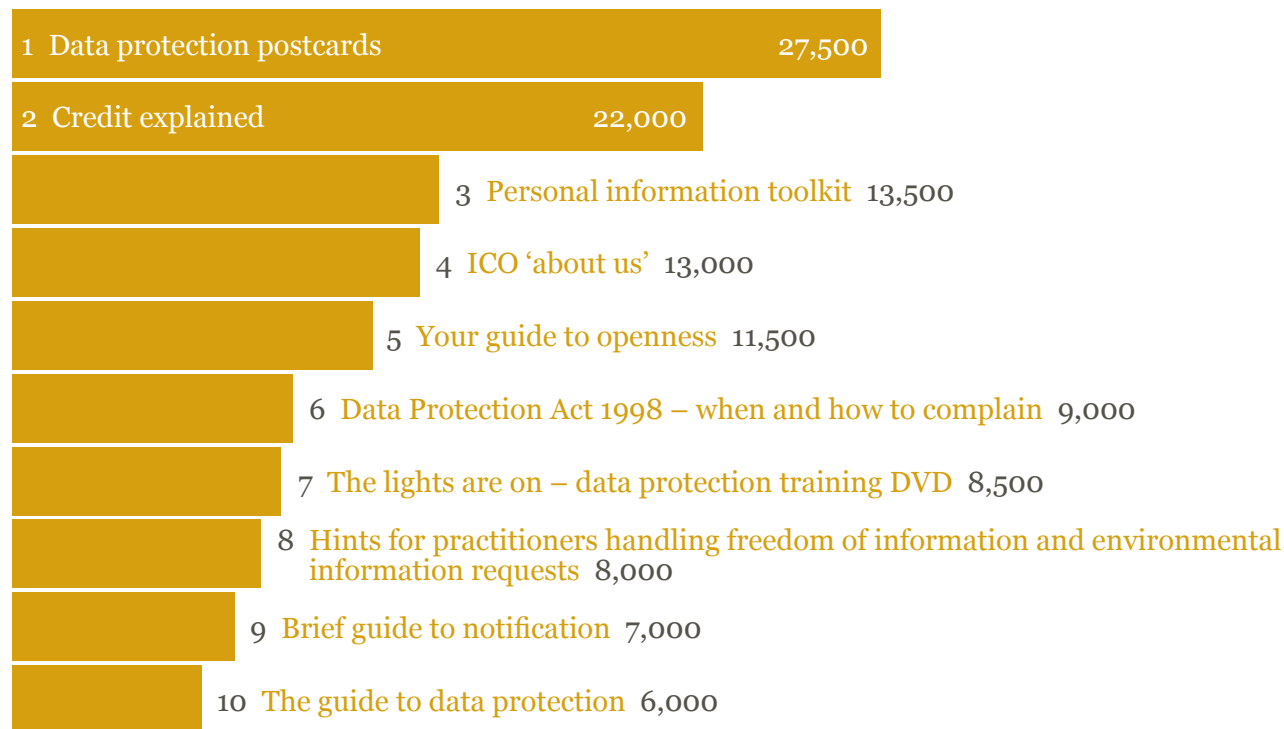 1 Data protection postcards 27,500
2 Credit explained 22,000
3 Personal information toolkit 13,500
4 ICO ‘about us’ 13,000
5 Your guide to openness 11,500
6 Data Protection Act 1998 – when and how to complain 9,000
7 The lights are on – data protection training DVD 8,500
8 Hints for practitioners handling freedom of information and environmental
information requests 8,000
9 Brief guide to notification 7,000
10 The guide to data protection 6,000